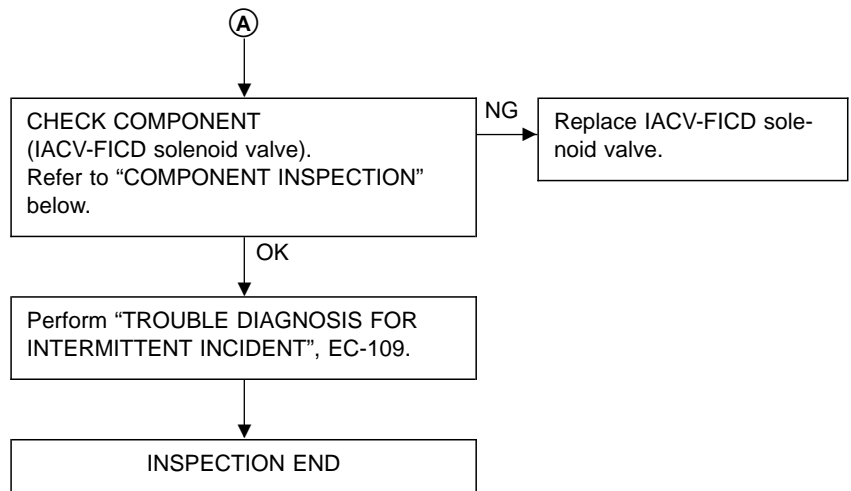 A
CHECK COMPONENT
(IACV-FICD solenoid valve).
Refer to “COMPONENT INSPECTION”
below.
NG
Replace IACV-FICD sole-
noid valve.
OK
Perform “TROUBLE DIAGNOSIS FOR
INTERMITTENT INCIDENT”, EC-109.
INSPECTION END